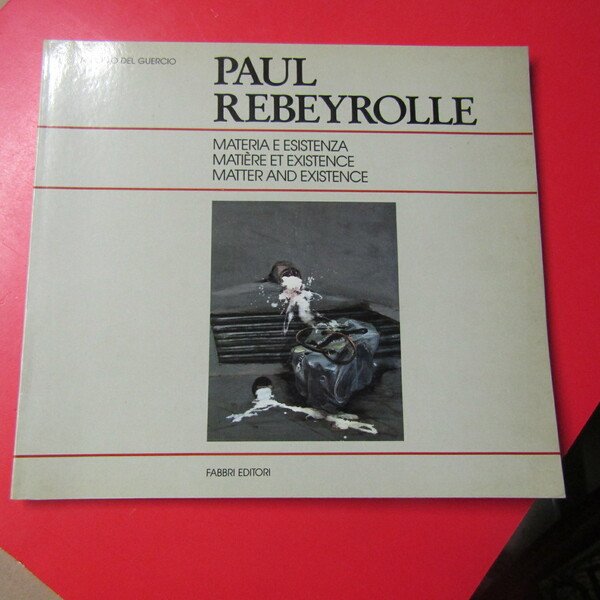 DEL GUERCIO
PAUL
REBEYROLLE
MATERIA E ESISTENZA
MATIÈRE ET EXISTENCE
MATTER AND EXISTENCE
FABBRI EDITORI